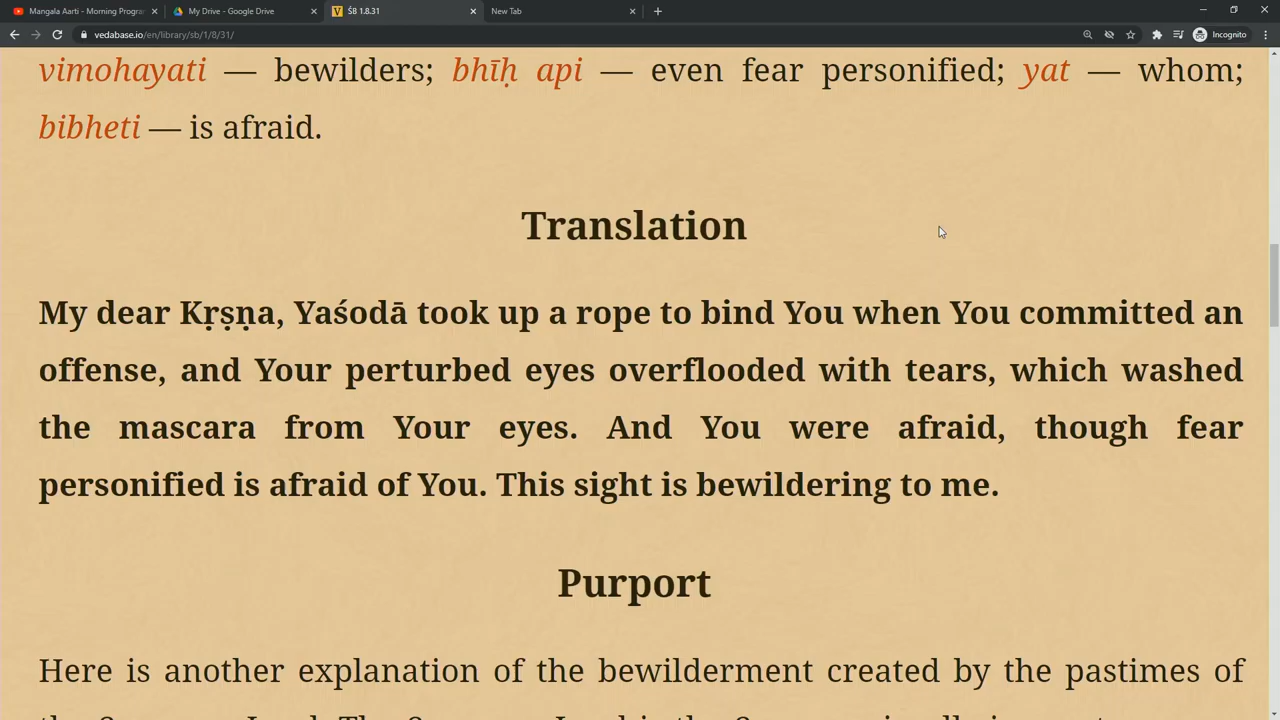 Mangala Aarti - Morning Progra
My Drive - Google Drive
ŚB 1.8.31
New Tab
vedabase.io/en/library/sb/1/8/31/
Incognito
vimohayati — bewilders; bhīḥ api — even fear personified; yat — whom;
bibheti — is afraid.
Translation
My dear Kṛṣṇa, Yaśodā took up a rope to bind You when You committed an
offense, and Your perturbed eyes overflooded with tears, which washed
the mascara from Your eyes. And You were afraid, though fear
personified is afraid of You. This sight is bewildering to me.
Purport
Here is another explanation of the bewilderment created by the pastimes of